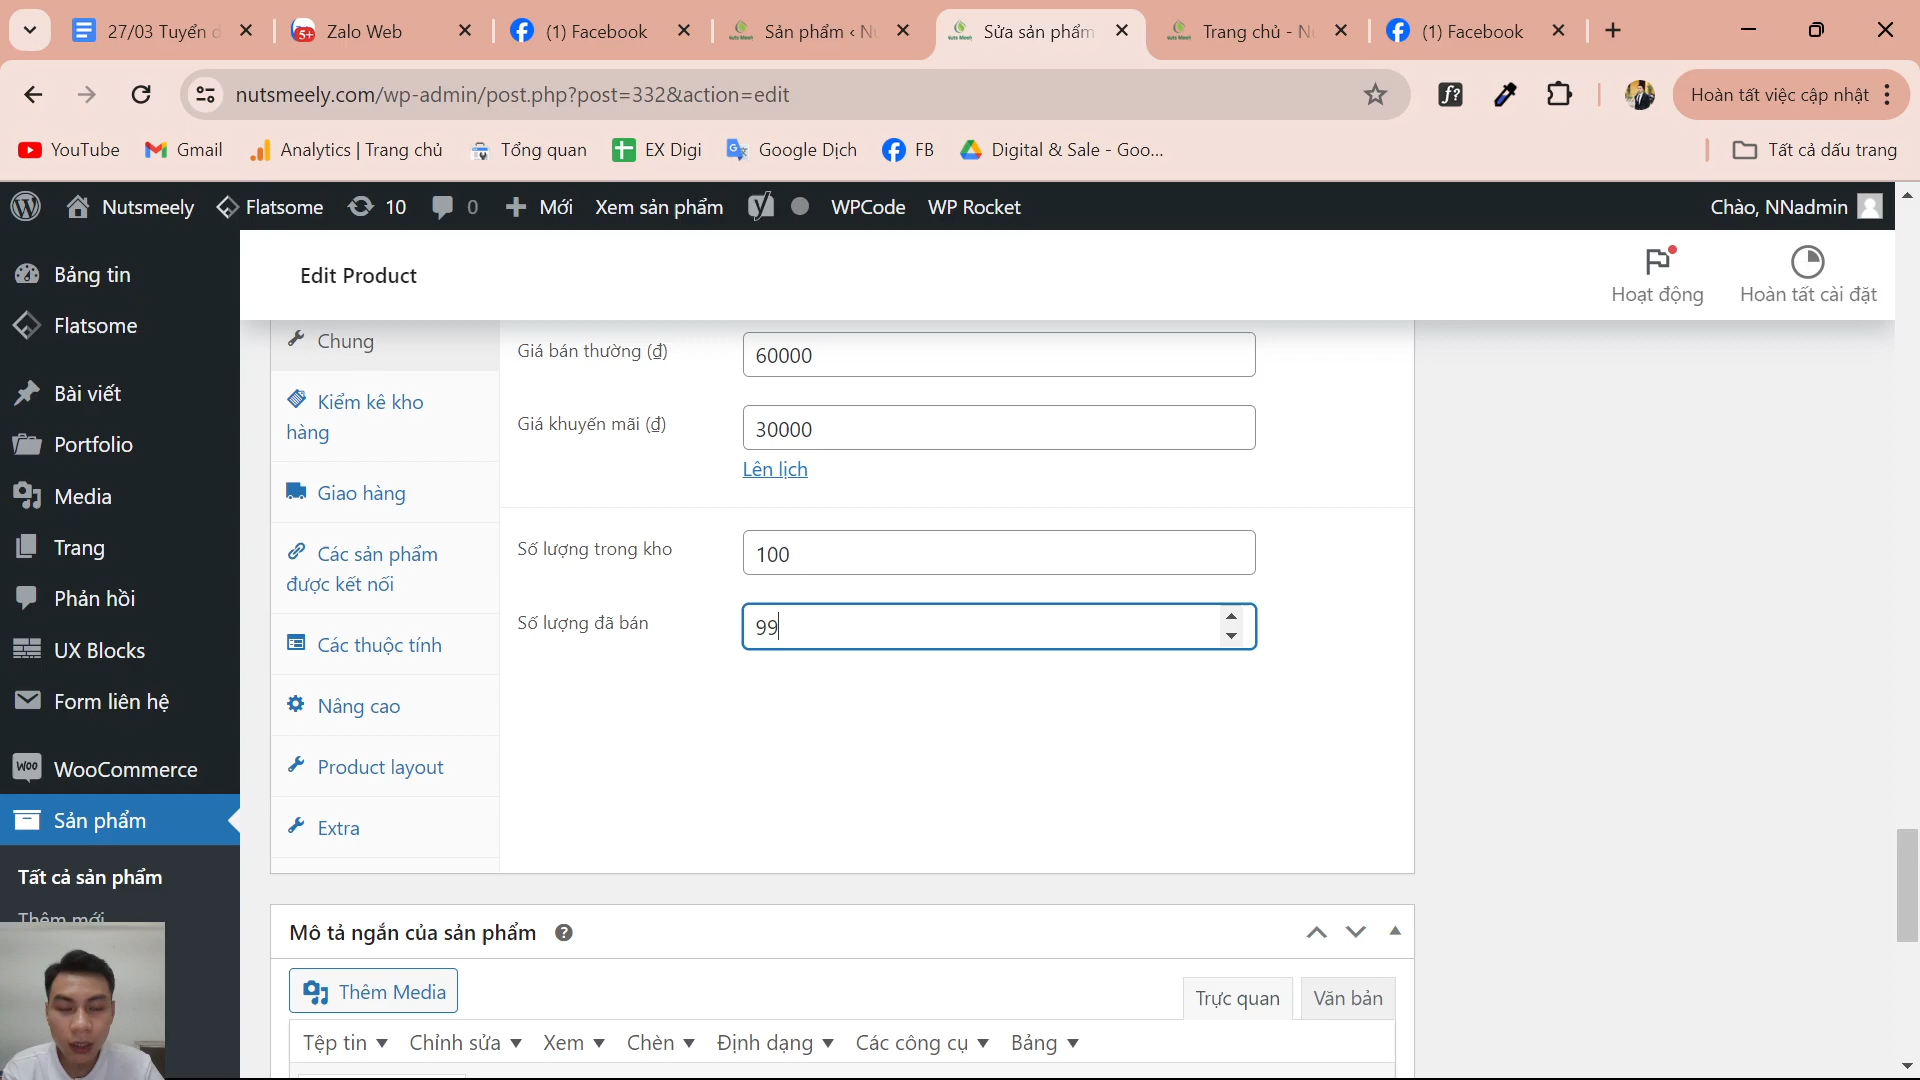 27/03 Tuyển d
5+ Zalo Web
(1) Facebook
Sản phẩm ‹ N
Sửa sản phẩm
Trang chủ - N
(1) Facebook
nutsmeely.com/wp-admin/post.php?post=332&action=edit
f?
Hoàn tất việc cập nhật
YouTube
Gmail
Analytics | Trang chủ
Tổng quan
EX Digi
Google Dịch
FB
Digital & Sale - Goo...
Tất cả dấu trang
Nutsmeely
Flatsome
10
0
Mới
Xem sản phẩm
WPCode
WP Rocket
Chào, NNadmin
Bảng tin
Flatsome
Bài viết
Portfolio
Media
Trang
Phản hồi
UX Blocks
Form liên hệ
WooCommerce
Sản phẩm
Tất cả sản phẩm
Thêm mới
Edit Product
Hoạt động
Hoàn tất cài đặt
Chung
Kiểm kê kho
hàng
Giao hàng
Các sản phẩm
được kết nối
Các thuộc tính
Nâng cao
Product layout
Extra
Giá bán thường (₫)
60000
Giá khuyến mãi (₫)
30000
Lên lịch
Số lượng trong kho
100
Số lượng đã bán
99
Mô tả ngắn của sản phẩm
Thêm Media
Trực quan
Văn bản
Tệp tin
Chỉnh sửa
Xem
Chèn
Định dạng
Các công cụ
Bảng